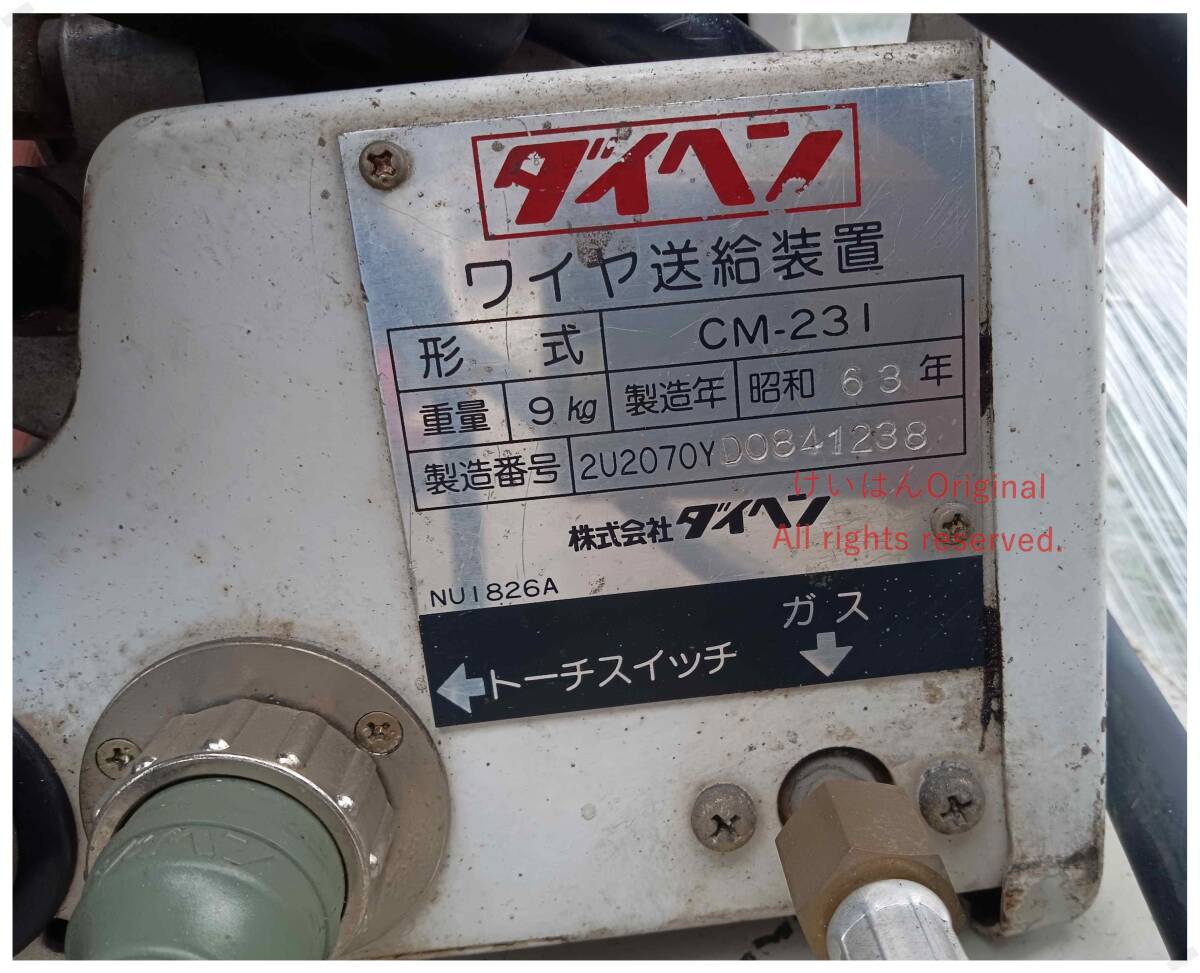 ダイヘン
ワイヤ送給装置
形式 CM-231
重量 9kg 製造年 昭和 63年
製造番号 2U2070YD0841238
けいはんOriginal
株式会社ダイヘン
All rights reserved.
NU1826A
ガス
トーチスイッチ